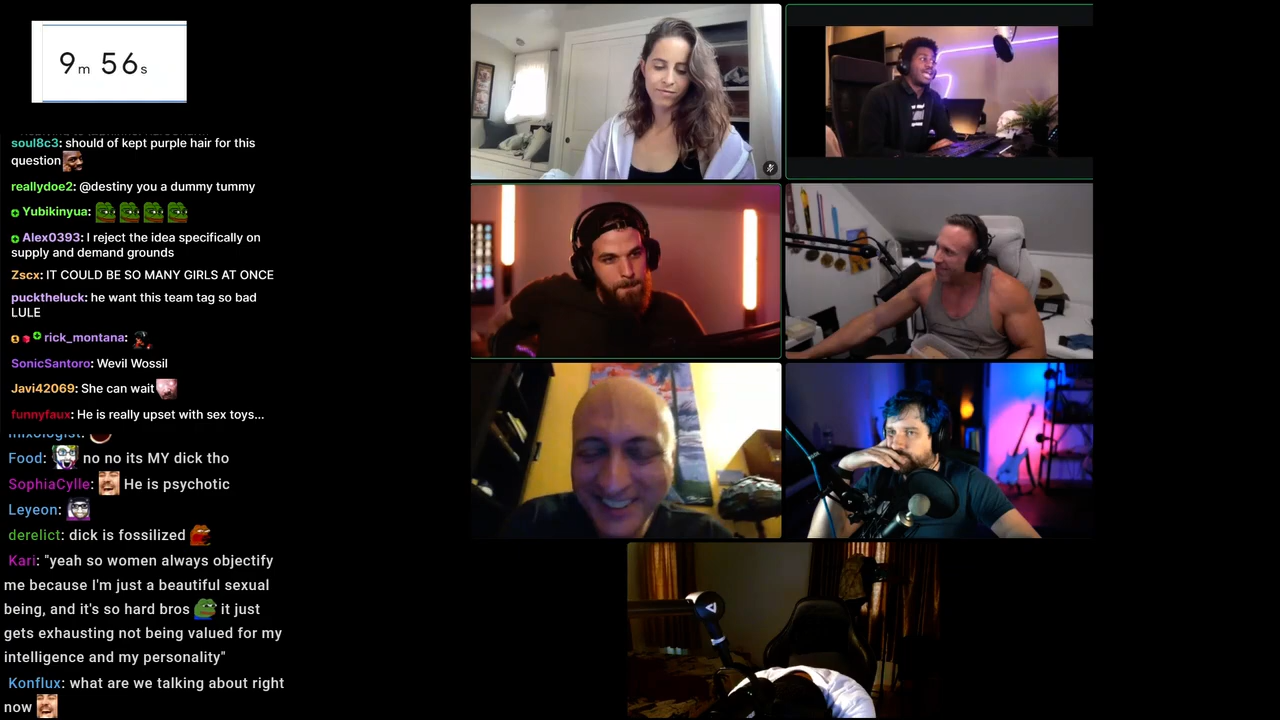 9m 56s
soul8c3: should of kept purple hair for this
question
reallydoe2: @destiny you a dummy tummy
Yubikinyua:
Alex0393: I reject the idea specifically on
supply and demand grounds
Zscx: IT COULD BE SO MANY GIRLS AT ONCE
pucktheluck: he want this team tag so bad
LULE
rick_montana:
SonicSantoro: Wevil Wossil
Javi42069: She can wait
funnyfaux: He is really upset with sex toys...
mixologist:
Food: no no its MY dick tho
SophiaCylle: He is psychotic
Leyeon:
derelict: dick is fossilized
Kari: "yeah so women always objectify
me because I'm just a beautiful sexual
being, and it's so hard bros it just
gets exhausting not being valued for my
intelligence and my personality"
Konflux: what are we talking about right
now